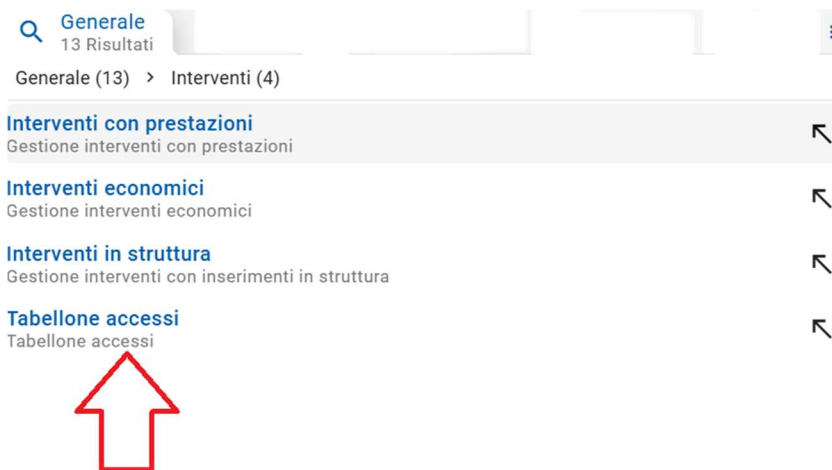 Generale
13 Risultati
Generale (13) > Interventi (4)
Interventi con prestazioni
Gestione interventi con prestazioni
Interventi economici
Gestione interventi economici
Interventi in struttura
Gestione interventi con inserimenti in struttura
Tabellone accessi
Tabellone accessi